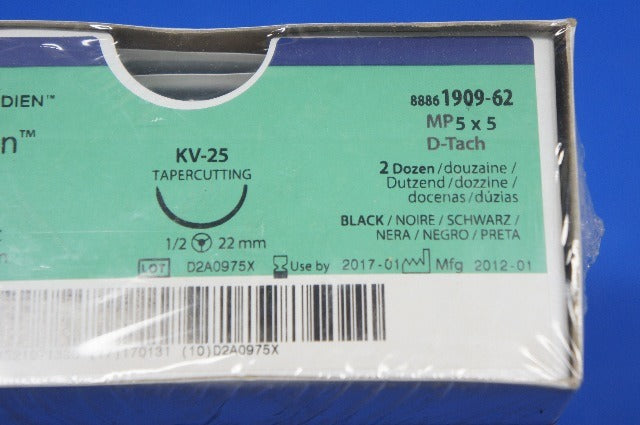 DIEN™
n™
KV-25
TAPERCUTTING
1/2 22 mm
88861909-62
MP 5 x 5
D-Tach
2 Dozen/douzaine/
Dutzend/dozzine/
docenas/dúzias
BLACK/NOIRE/SCHWARZ/
NERA/NEGRO/PRETA
LOT D2A0975X Use by 2017-01 Mfg 2012-01
170131 (10)D2A0975X